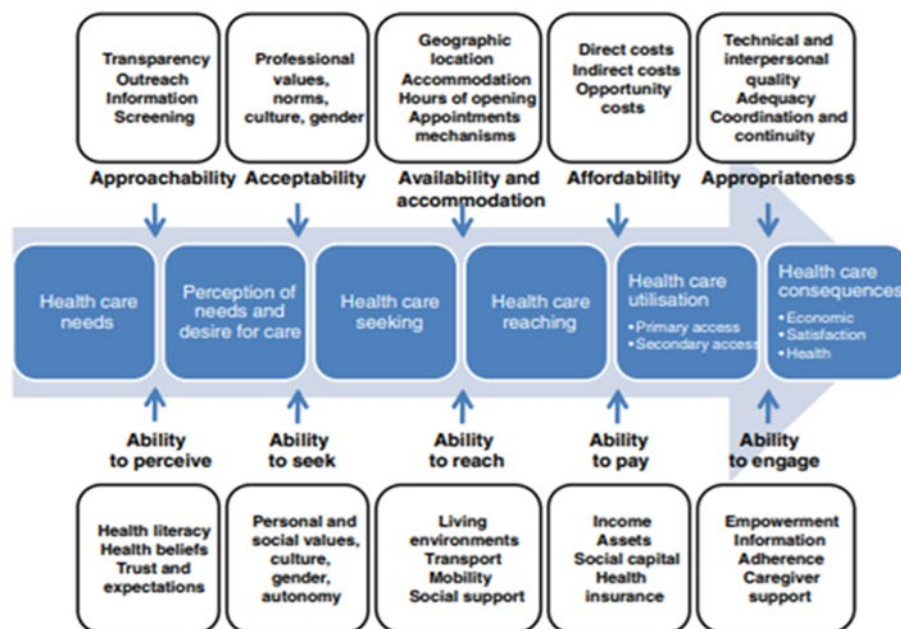 Transparency
Outreach
Information
Screening
Professional
values,
norms,
culture, gender
Geographic
location
Accommodation
Hours of opening
Appointments
mechanisms
Direct costs
Indirect costs
Opportunity
costs
Technical and
interpersonal
quality
Adequacy
Coordination and
continuity
Approachability
Acceptability
Availability and
accommodation
Affordability
Appropriateness
Health care
needs
Perception of
needs and
desire for care
Health care
seeking
Health care
reaching
Health care
utilisation
•Primary access
•Secondary access
Health care
consequences
•Economic
•Satisfaction
•Health
Ability
to perceive
Ability
to seek
Ability
to reach
Ability
to pay
Ability
to engage
Health literacy
Health beliefs
Trust and
expectations
Personal and
social values,
culture,
gender,
autonomy
Living
environments
Transport
Mobility
Social support
Income
Assets
Social capital
Health
insurance
Empowerment
Information
Adherence
Caregiver
support